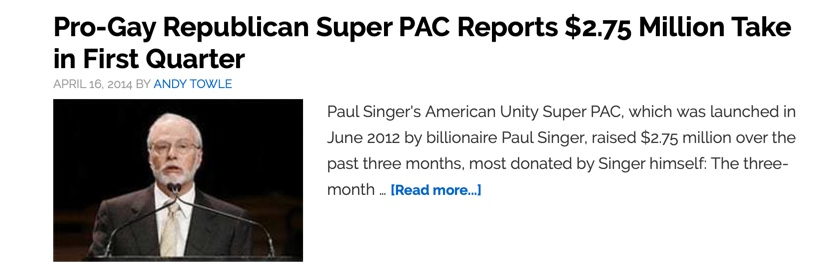 Pro-Gay Republican Super PAC Reports $2.75 Million Take
in First Quarter
APRIL 16, 2014 BY ANDY TOWLE
Paul Singer's American Unity Super PAC, which was launched in
June 2012 by billionaire Paul Singer, raised $2.75 million over the
past three months, most donated by Singer himself: The three-
month … [Read more...]